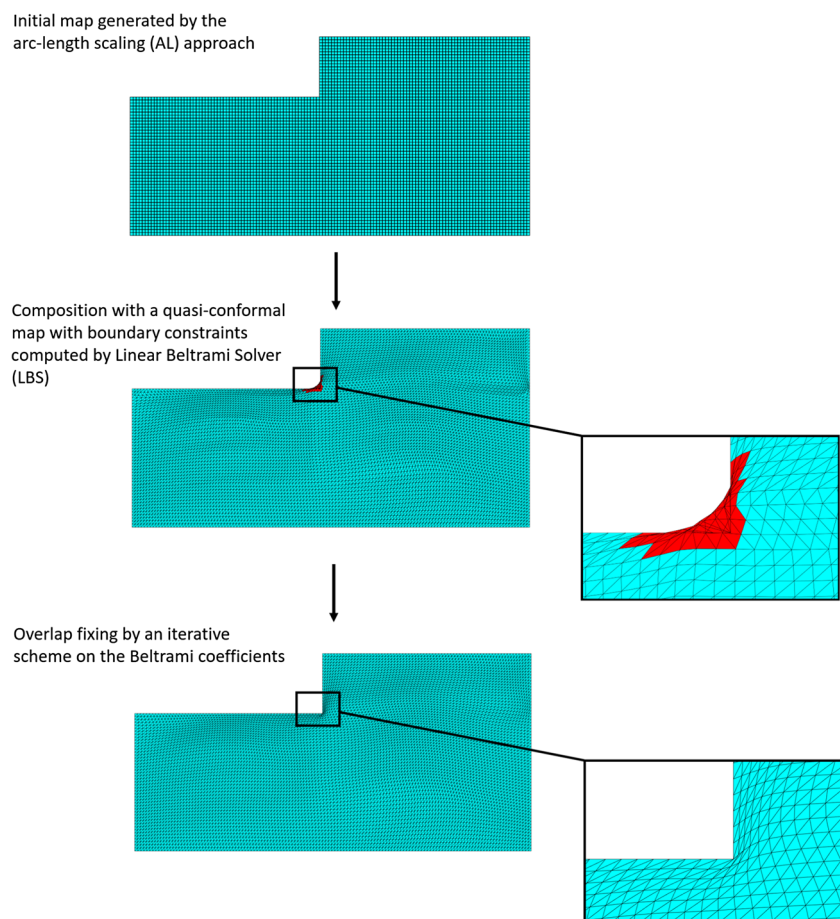 Initial map generated by the
arc-length scaling (AL) approach
Composition with a quasi-conformal
map with boundary constraints
computed by Linear Beltrami Solver
(LBS)
Overlap fixing by an iterative
scheme on the Beltrami coefficients